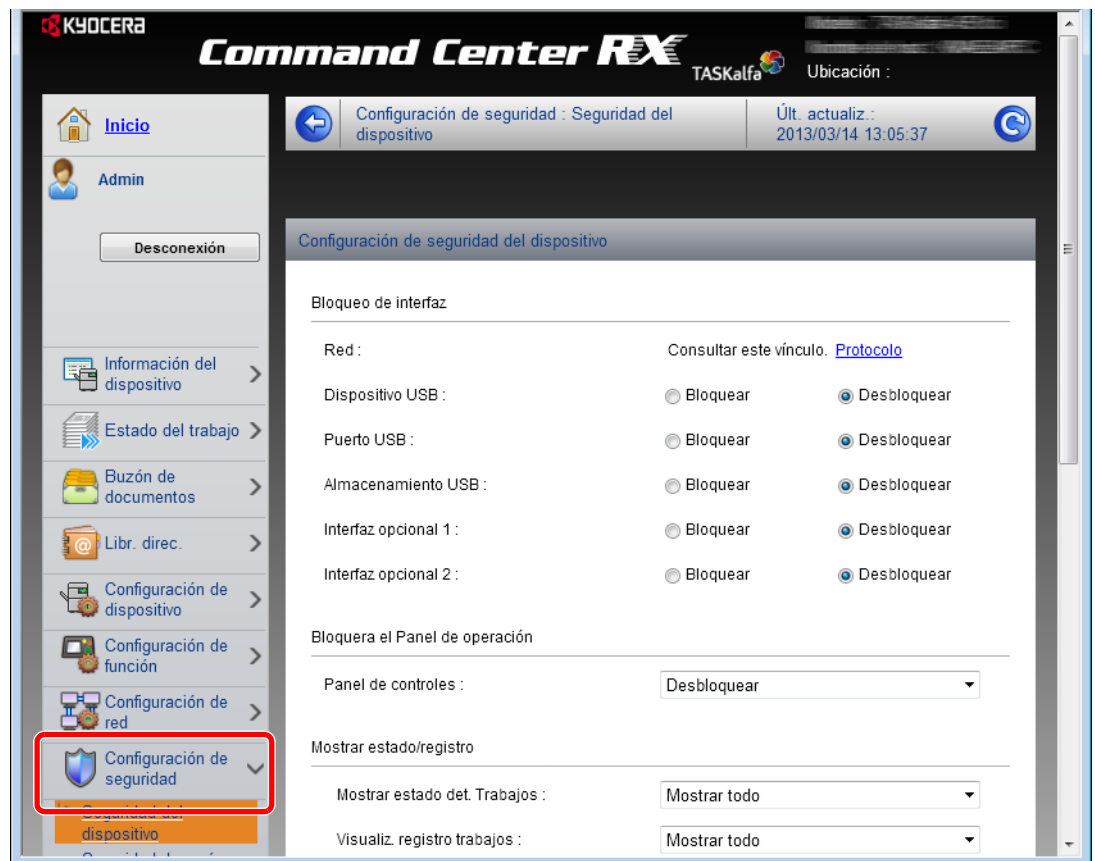 KYOCERA
Command Center RX
TASKalfa
Ubicación :
Inicio
Admin
Desconexión
Información del
dispositivo
Estado del trabajo
Buzón de
documentos
Libr. direc.
Configuración de
dispositivo
Configuración de
función
Configuración de
red
Configuración de
seguridad
Seguridad del
dispositivo
Configuración de seguridad : Seguridad del
dispositivo
Últ. actualiz.:
2013/03/14 13:05:37
Configuración de seguridad del dispositivo
Bloqueo de interfaz
Red : Consultar este vínculo. Protocolo
Dispositivo USB : Bloquear Desbloquear
Puerto USB : Bloquear Desbloquear
Almacenamiento USB : Bloquear Desbloquear
Interfaz opcional 1 : Bloquear Desbloquear
Interfaz opcional 2 : Bloquear Desbloquear
Bloquera el Panel de operación
Panel de controles : Desbloquear
Mostrar estado/registro
Mostrar estado det. Trabajos : Mostrar todo
Visualiz. registro trabajos : Mostrar todo